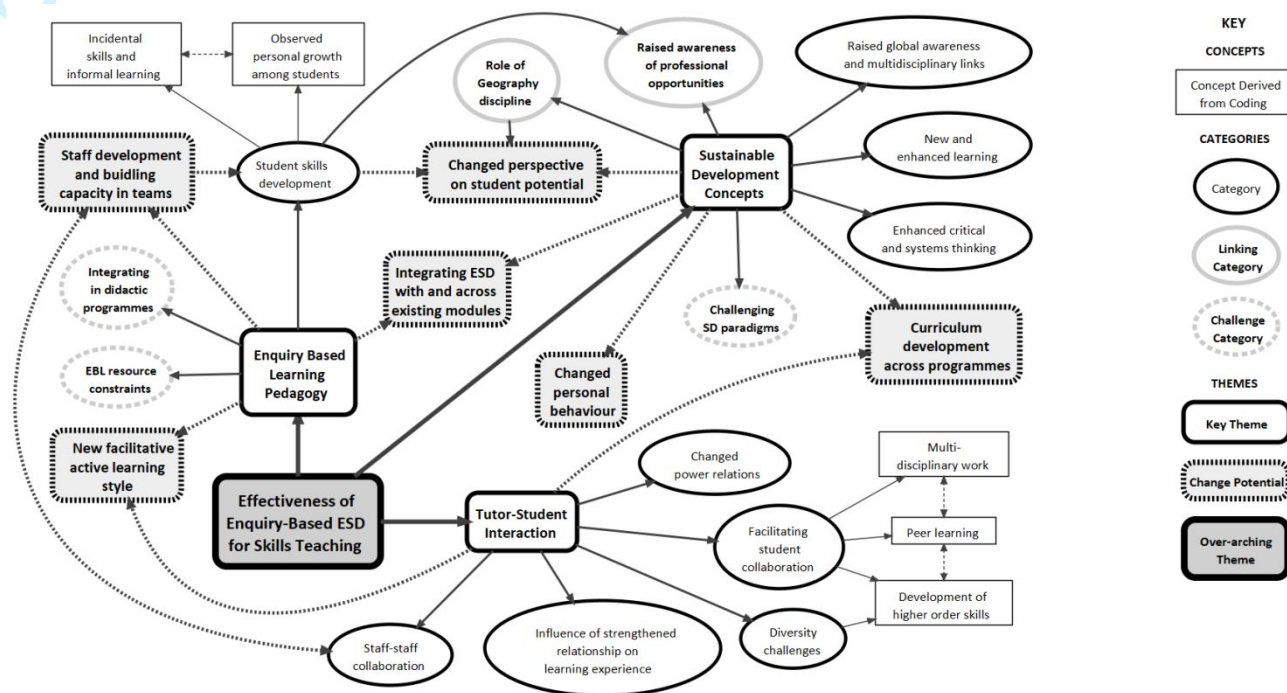 Incidental
skills and
informal learning
Observed
personal growth
among students
Role of
Geography
discipline
Raised awareness
of professional
opportunities
Raised global awareness
and multidisciplinary links
KEY
CONCEPTS
Concept Derived
from Coding
CATEGORIES
Category
Linking
Category
Challenge
Category
THEMES
Key Theme
Change Potential
Over-arching
Theme
Staff development
and buidling
capacity in teams
Student skills
development
Changed perspective
on student potential
Sustainable
Development
Concepts
New and
enhanced learning
Enhanced critical
and systems thinking
Integrating
in didactic
programmes
Integrating ESD
with and across
existing modules
Challenging
SD paradigms
Curriculum
development
across programmes
EBL resource
constraints
Enquiry Based
Learning
Pedagogy
Changed
personal
behaviour
New facilitative
active learning
style
Effectiveness of
Enquiry-Based ESD
for Skills Teaching
Tutor-Student
Interaction
Changed
power relations
Multi-
disciplinary work
Facilitating
student
collaboration
Peer learning
Development of
higher order skills
Staff-staff
collaboration
Influence of strengthened
relationship on
learning experience
Diversity
challenges